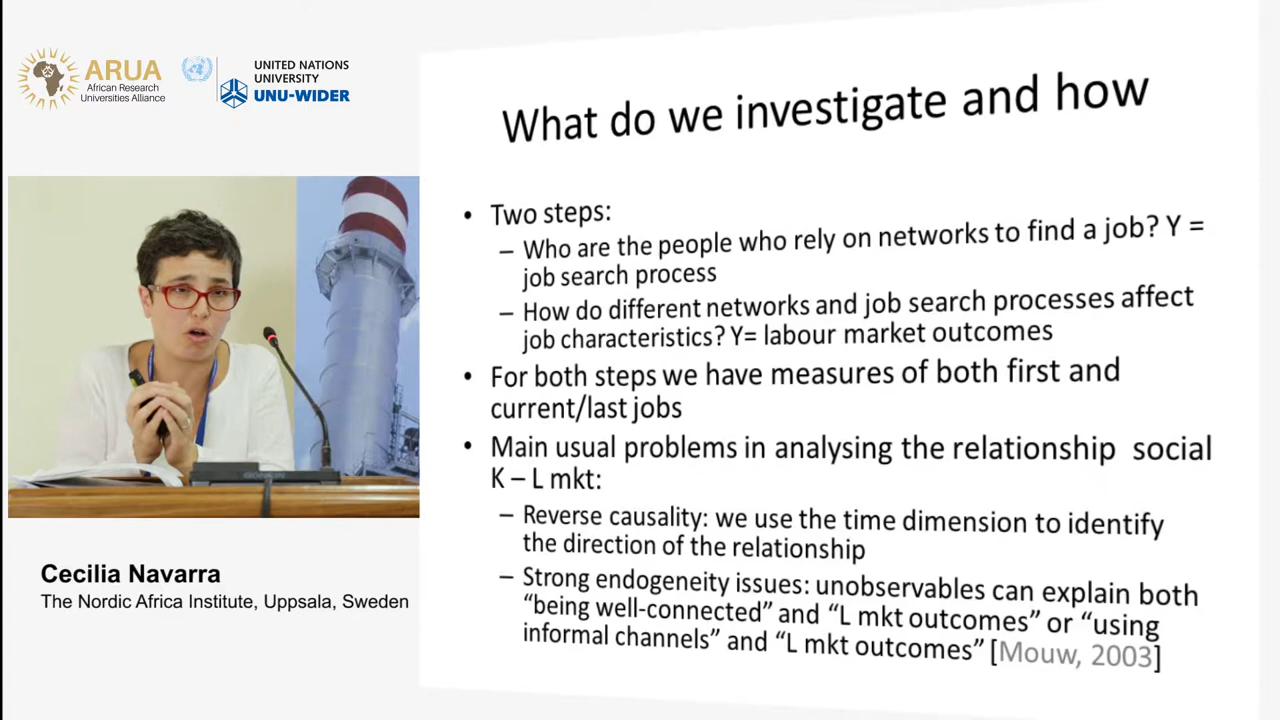 ARUA
African Research
Universities Alliance
UNITED NATIONS
UNIVERSITY
UNU-WIDER
What do we investigate and how
• Two steps:
– Who are the people who rely on networks to find a job? Y =
job search process
– How do different networks and job search processes affect
job characteristics? Y= labour market outcomes
• For both steps we have measures of both first and
current/last jobs
• Main usual problems in analysing the relationship social
K – L mkt:
– Reverse causality: we use the time dimension to identify
the direction of the relationship
– Strong endogeneity issues: unobservables can explain both
“being well-connected” and “L mkt outcomes” or “using
informal channels” and “L mkt outcomes” [Mouw, 2003]
Cecilia Navarra
The Nordic Africa Institute, Uppsala, Sweden